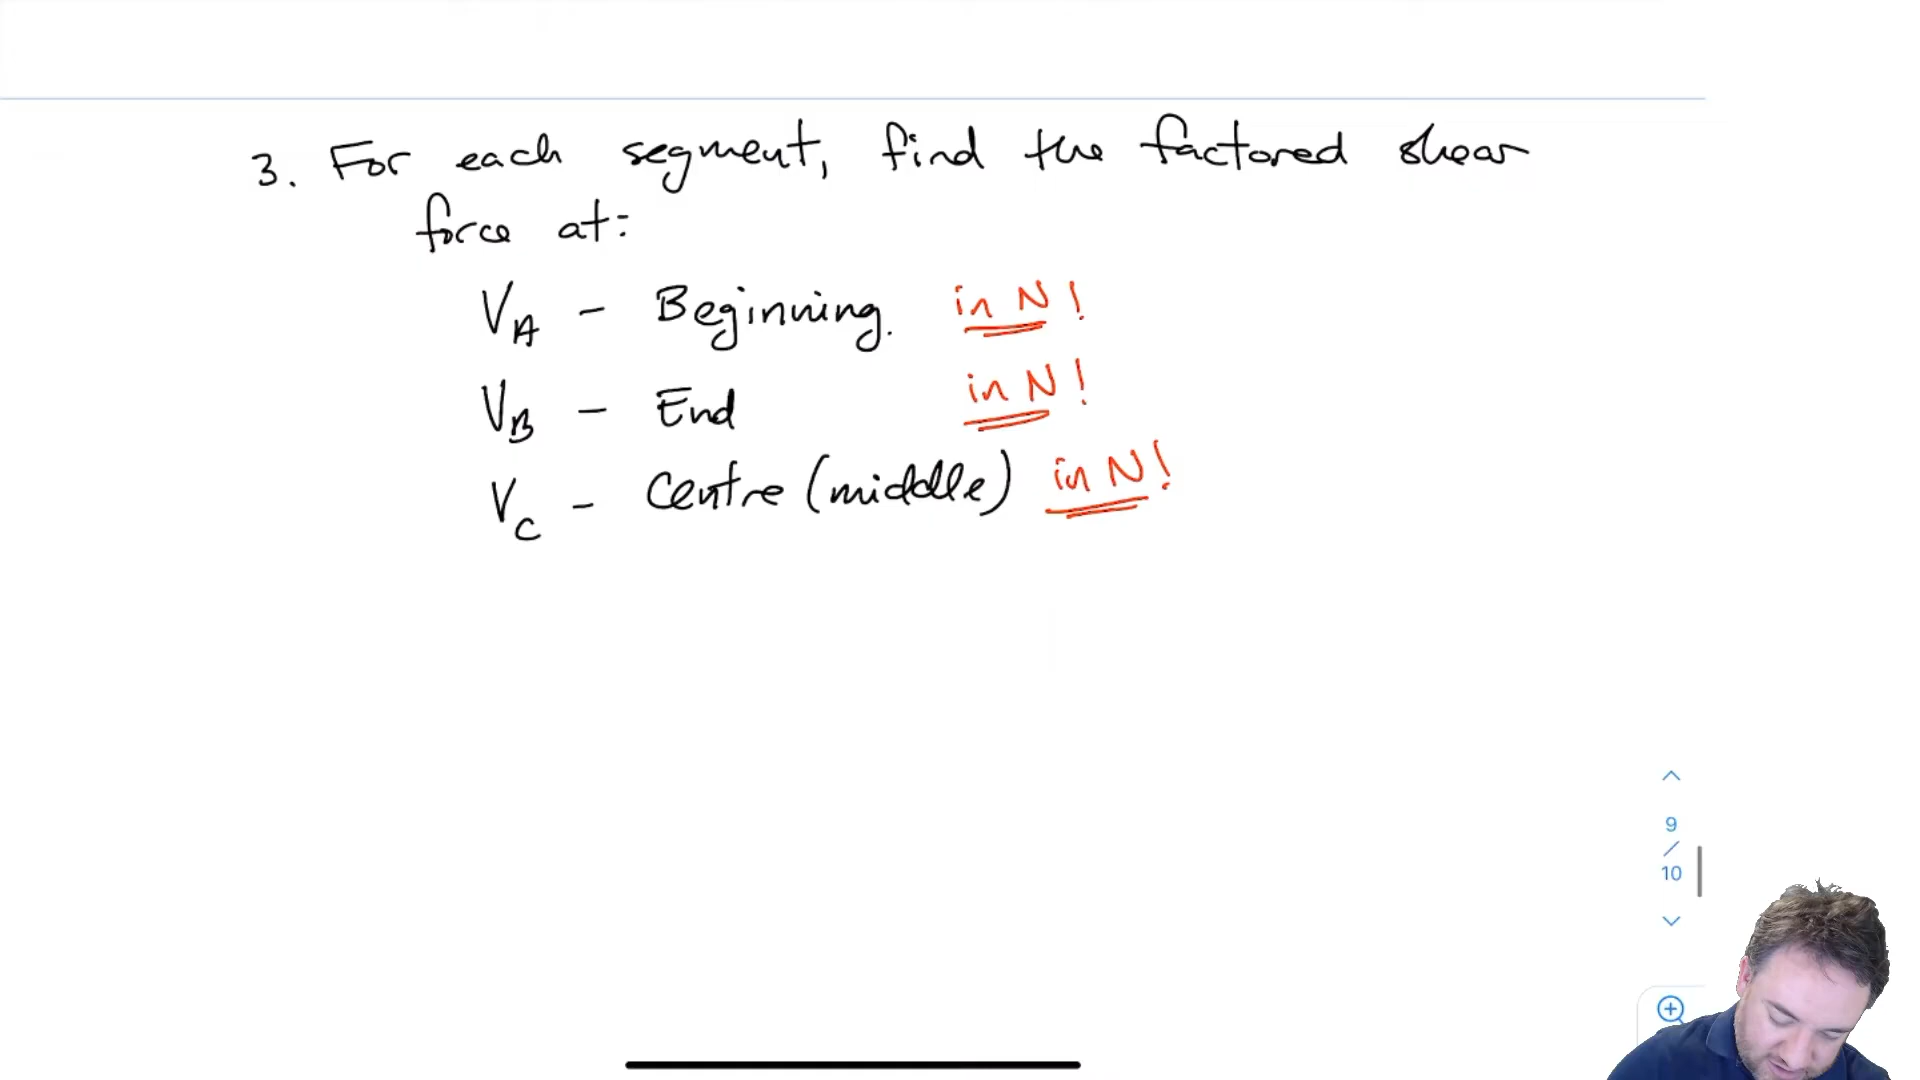 3. For each segment, find the factored shear
force at:
VA - Beginning. in N!
VB - End in N!
VC - Centre (middle) in N!
9
/
10